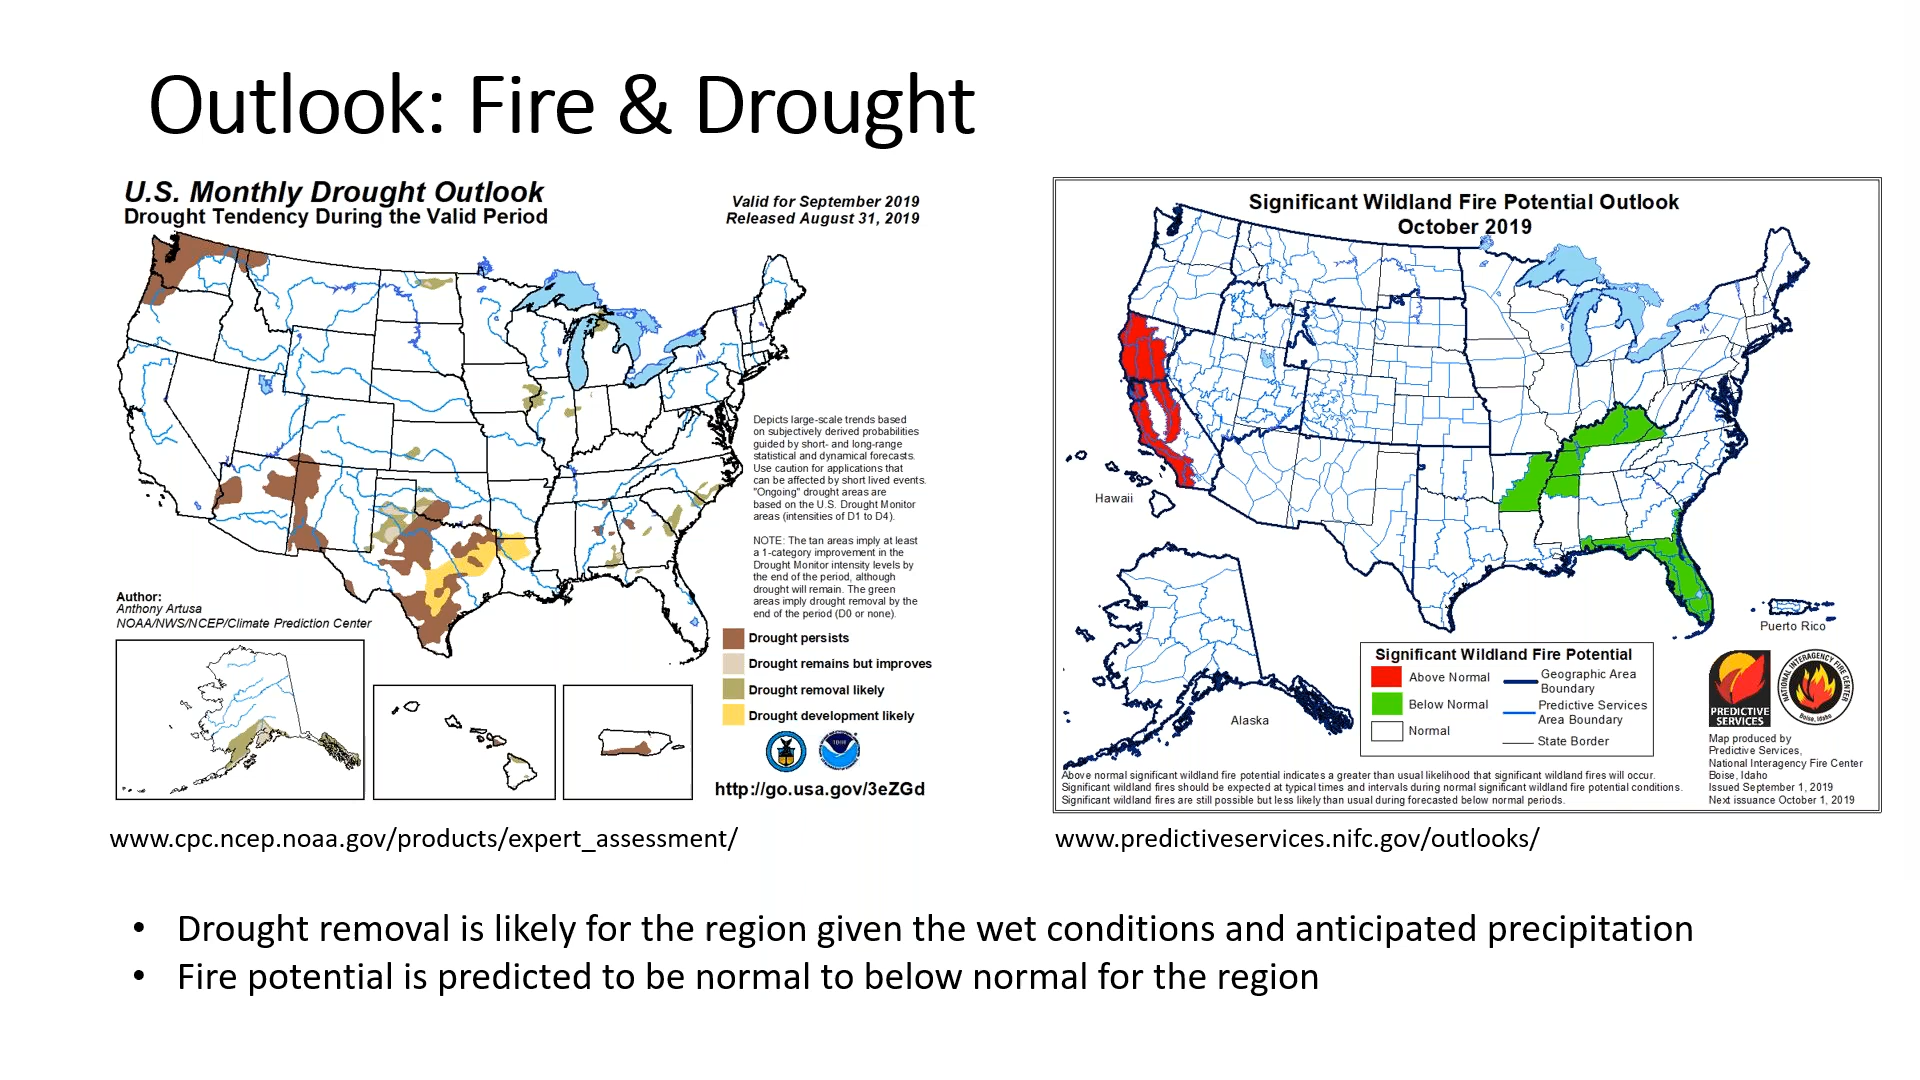 Outlook: Fire & Drought
U.S. Monthly Drought Outlook
Drought Tendency During the Valid Period
Valid for September 2019
Released August 31, 2019
Depicts large-scale trends based
on subjectively derived probabilities
guided by short- and long-range
statistical and dynamical forecasts.
Use caution for applications that
can be affected by short lived events.
"Ongoing" drought areas are
based on the U.S. Drought Monitor
areas (intensities of D1 to D4).
NOTE: The tan areas imply at least
a 1-category improvement in the
Drought Monitor intensity levels by
the end of the period, although
drought will remain. The green
areas imply drought removal by the
end of the period (D0 or none).
Author:
Anthony Artusa
NOAA/NWS/NCEP/Climate Prediction Center
Drought persists
Drought remains but improves
Drought removal likely
Drought development likely
http://go.usa.gov/3eZGd
www.cpc.ncep.noaa.gov/products/expert_assessment/
Significant Wildland Fire Potential Outlook
October 2019
Hawaii
Alaska
Puerto Rico
Significant Wildland Fire Potential
Above Normal
Below Normal
Normal
Geographic Area
Boundary
Predictive Services
Area Boundary
State Border
PREDICTIVE
SERVICES
NATIONAL INTERAGENCY FIRE CENTER
Boise, Idaho
Map produced by
Predictive Services,
National Interagency Fire Center
Boise, Idaho
Issued September 1, 2019
Next issuance October 1, 2019
Above normal significant wildland fire potential indicates a greater than usual likelihood that significant wildland fires will occur.
Significant wildland fires should be expected at typical times and intervals during normal significant wildland fire potential conditions.
Significant wildland fires are still possible but less likely than usual during forecasted below normal periods.
www.predictiveservices.nifc.gov/outlooks/
• Drought removal is likely for the region given the wet conditions and anticipated precipitation
• Fire potential is predicted to be normal to below normal for the region